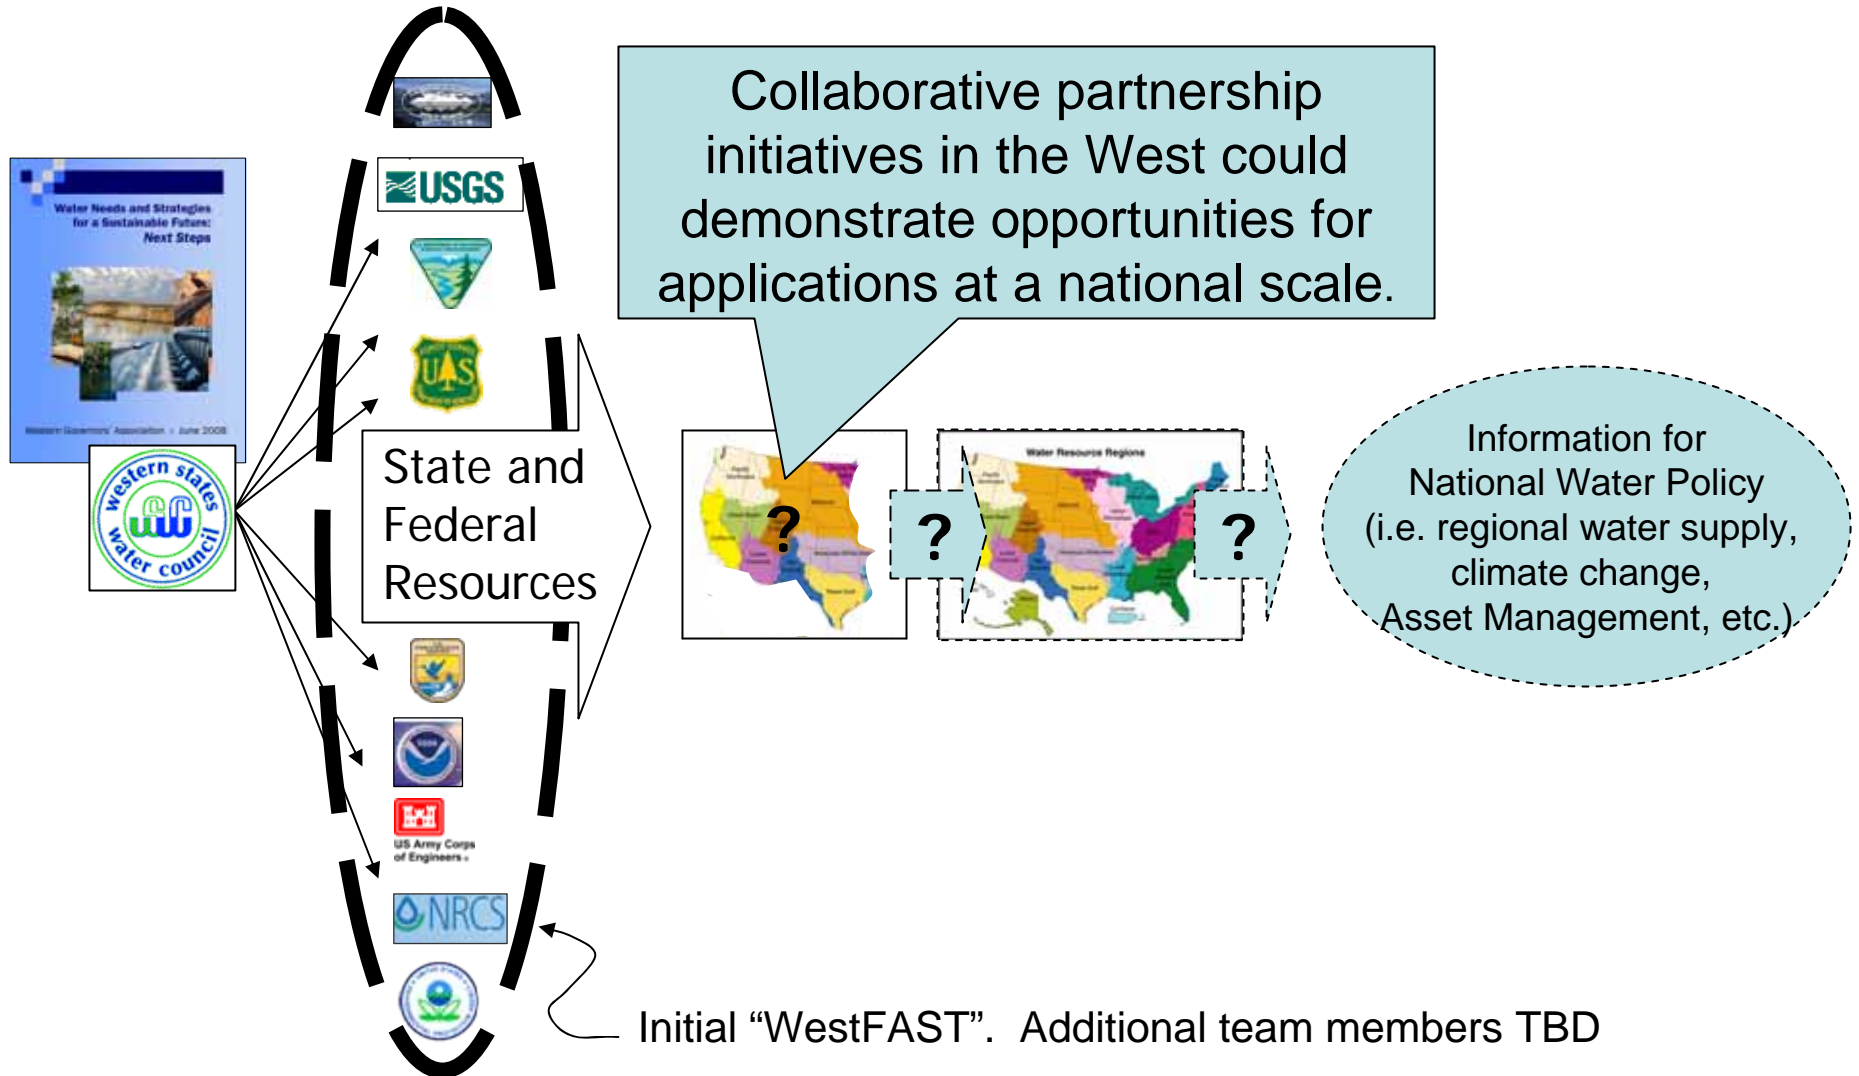 Water Needs and Strategies
for a Sustainable Future:
Next Steps
Western Governors' Association • June 2008
western states
water council
USGS
UAS
US Army Corps
of Engineers
NRCS
State and
Federal
Resources
Collaborative partnership
initiatives in the West could
demonstrate opportunities for
applications at a national scale.
?
?
Water Resource Regions
?
Information for
National Water Policy
(i.e. regional water supply,
climate change,
Asset Management, etc.)
Initial “WestFAST”.  Additional team members TBD